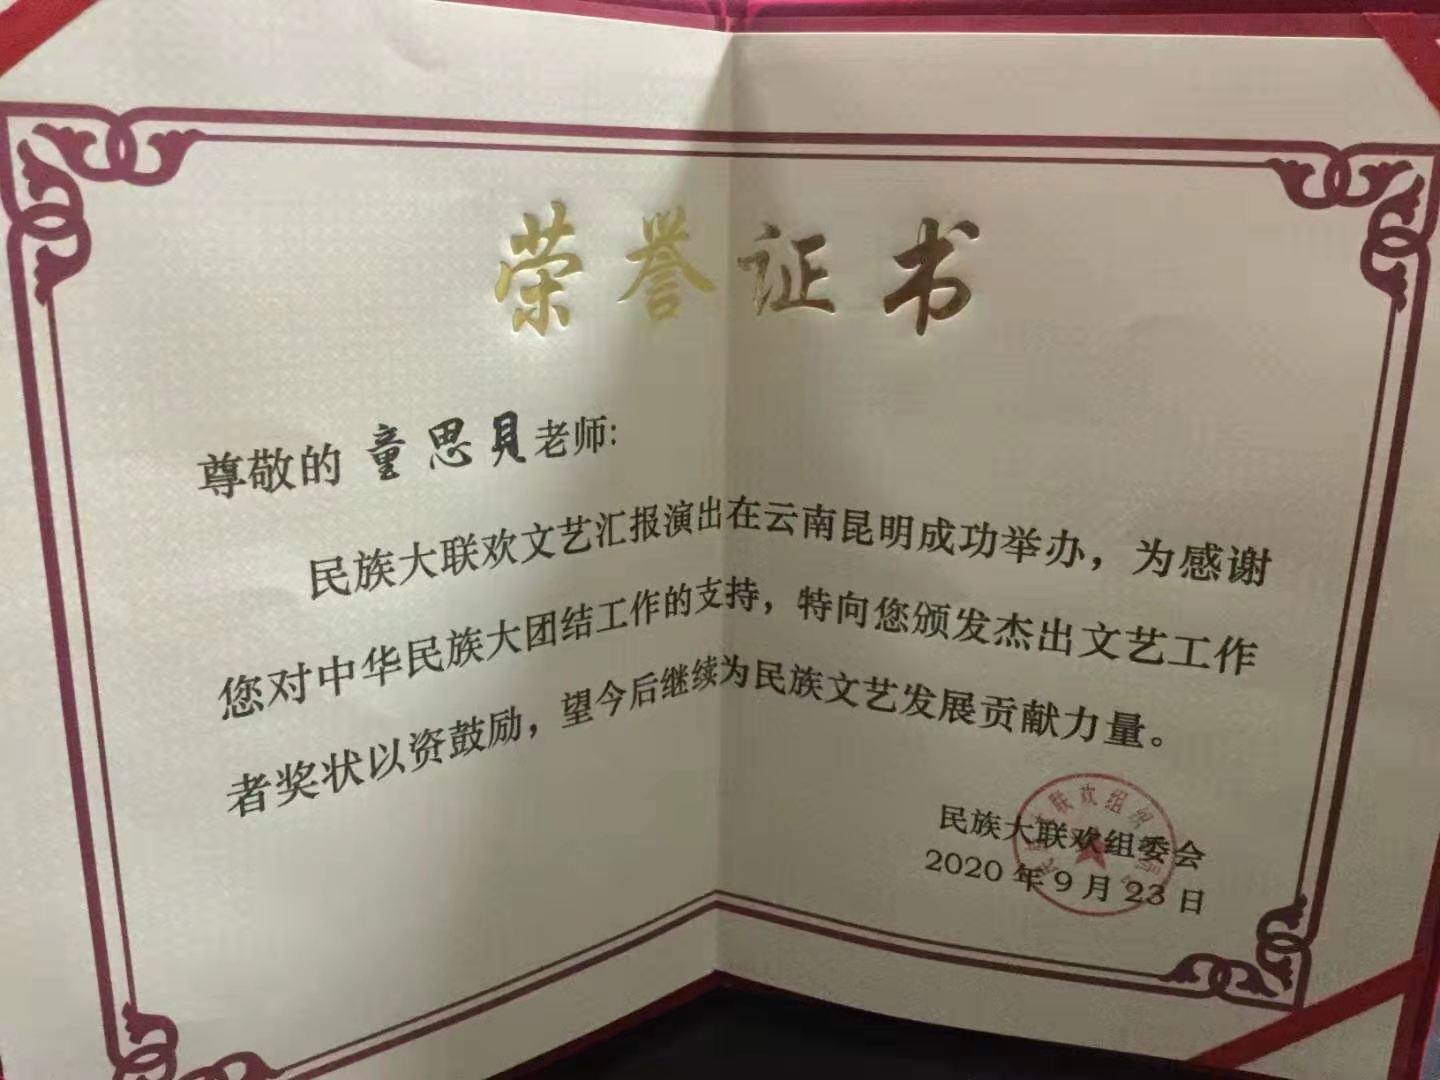 荣誉证书
尊敬的童思貝老师:
民族大联欢文艺汇报演出在云南昆明成功举办，为感谢
您对中华民族大团结工作的支持，特向您颁发杰出文艺工作
者奖状以资鼓励，望今后继续为民族文艺发展贡献力量。
民族大联欢组委会
2020年9月23日
联欢组织